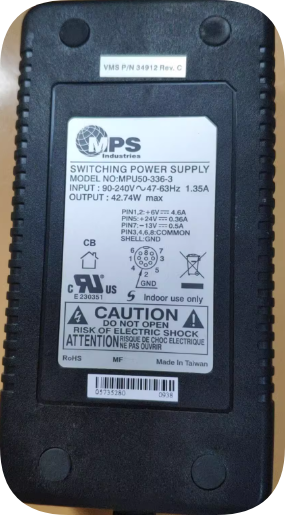 VMS P/N 34912 Rev. C
MPS
Industries
SWITCHING POWER SUPPLY
MODEL NO:MPU50-336-3
INPUT : 90-240V～47-63Hz 1.35A
OUTPUT : 42.74W max
PIN1,2:+6V⎓4.6A
PIN5:+24V⎓0.36A
PIN7:-13V⎓0.5A
PIN3,4,6,8:COMMON
SHELL:GND
CB
6 8 7
3 1
5 4 2
GND
C UR US
E 230351
Indoor use only
CAUTION
DO NOT OPEN
RISK OF ELECTRIC SHOCK
ATTENTION RISQUE DE CHOC ELECTRIQUE
NE PAS OUVRIR
RoHS MF Made In Taiwan
05735280 0938